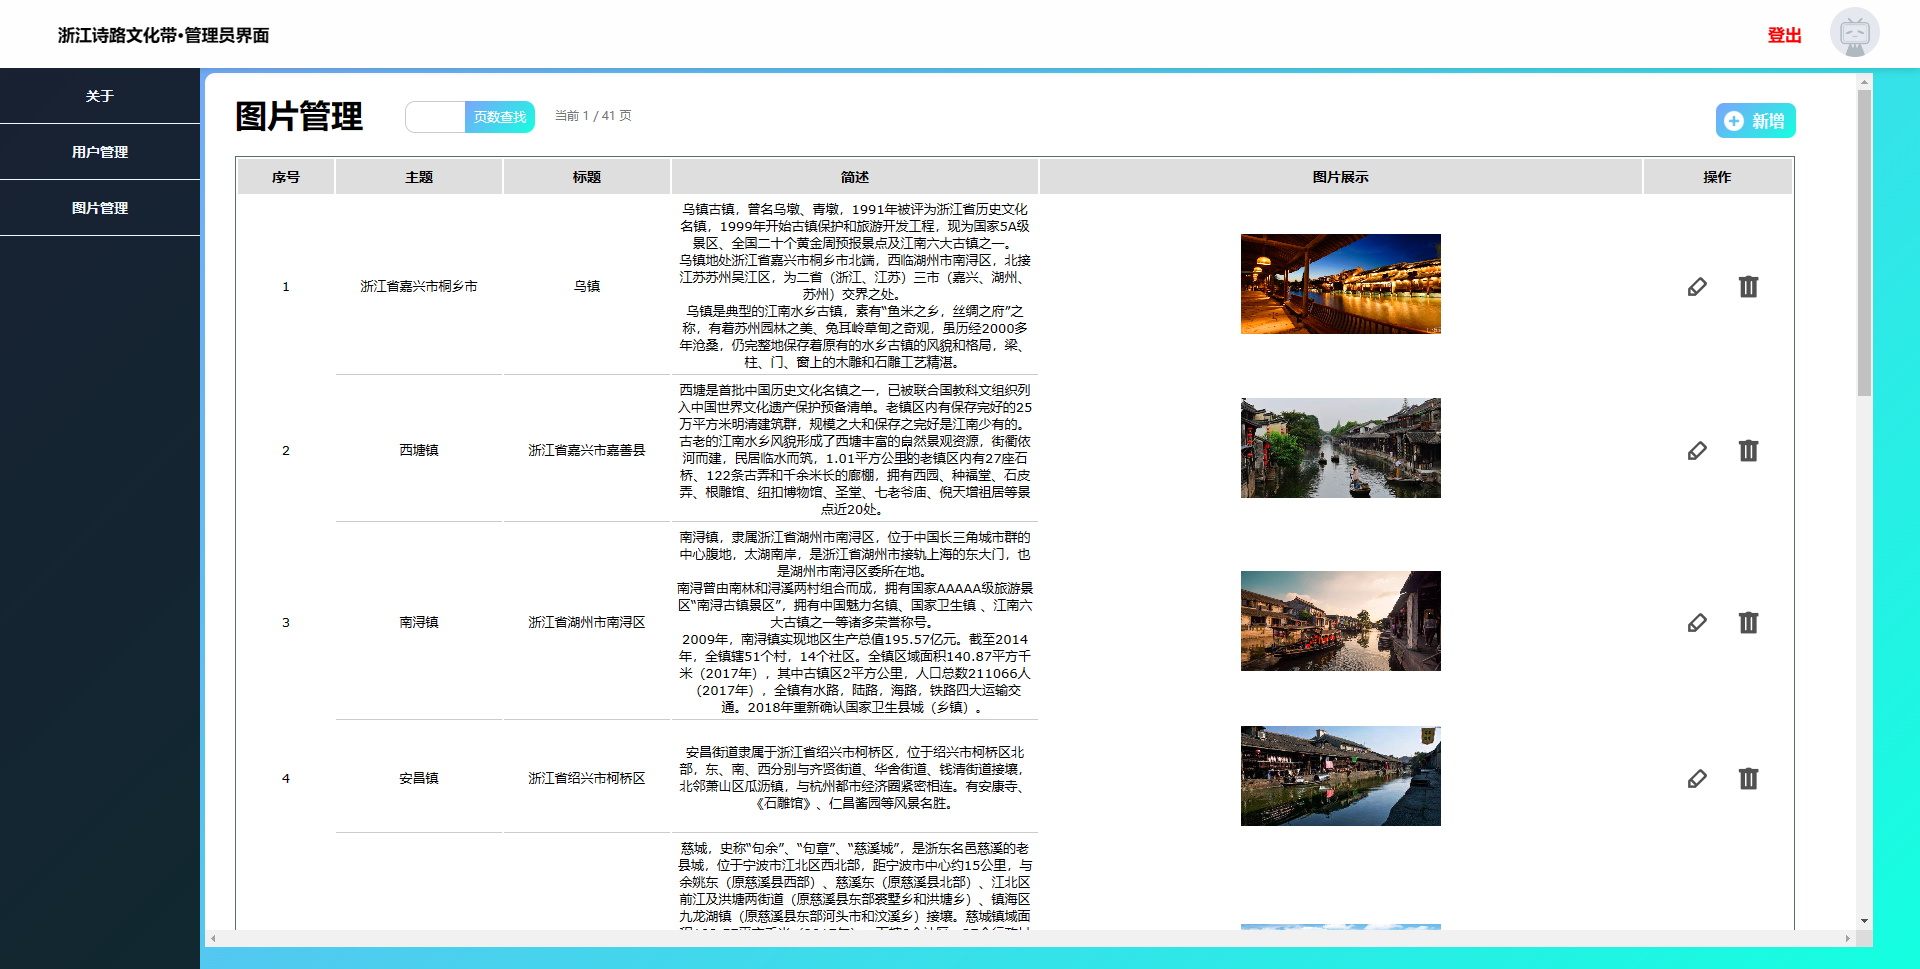 浙江诗路文化带•管理员界面
登出
关于
用户管理
图片管理
图片管理
页数查找
当前 1 / 41 页
新增
序号 主题 标题 简述 图片展示 操作
1
浙江省嘉兴市桐乡市
乌镇
乌镇古镇，曾名乌墩、青墩，1991年被评为浙江省历史文化
名镇，1999年开始古镇保护和旅游开发工程，现为国家5A级
景区、全国二十个黄金周预报景点及江南六大古镇之一。
乌镇地处浙江省嘉兴市桐乡市北端，西临湖州市南浔区，北接
江苏苏州吴江区，为二省（浙江、江苏）三市（嘉兴、湖州、
苏州）交界之处。
乌镇是典型的江南水乡古镇，素有“鱼米之乡，丝绸之府”之
称，有着苏州园林之美、兔耳岭草甸之奇观，虽历经2000多
年沧桑，仍完整地保存着原有的水乡古镇的风貌和格局，梁、
柱、门、窗上的木雕和石雕工艺精湛。
2
西塘镇
浙江省嘉兴市嘉善县
西塘是首批中国历史文化名镇之一，已被联合国教科文组织列
入中国世界文化遗产保护预备清单。老镇区内有保存完好的25
万平方米明清建筑群，规模之大和保存之完好是江南少有的。
古老的江南水乡风貌形成了西塘丰富的自然景观资源，街衢依
河而建，民居临水而筑，1.01平方公里的老镇区内有27座石
桥、122条古弄和千余米长的廊棚，拥有西园、种福堂、石皮
弄、根雕馆、纽扣博物馆、圣堂、七老爷庙、倪天增祖居等景
点近20处。
3
南浔镇
浙江省湖州市南浔区
南浔镇，隶属浙江省湖州市南浔区，位于中国长三角城市群的
中心腹地，太湖南岸，是浙江省湖州市接轨上海的东大门，也
是湖州市南浔区委所在地。
南浔曾由南林和浔溪两村组合而成，拥有国家AAAAA级旅游景
区“南浔古镇景区”，拥有中国魅力名镇、国家卫生镇 、江南六
大古镇之一等诸多荣誉称号。
2009年，南浔镇实现地区生产总值195.57亿元。截至2014
年，全镇辖51个村，14个社区。全镇区域面积140.87平方千
米（2017年），其中古镇区2平方公里，人口总数211066人
（2017年），全镇有水路，陆路，海路，铁路四大运输交
通。2018年重新确认国家卫生县城（乡镇）。
4
安昌镇
浙江省绍兴市柯桥区
安昌街道隶属于浙江省绍兴市柯桥区，位于绍兴市柯桥区北
部，东、南、西分别与齐贤街道、华舍街道、钱清街道接壤，
北邻萧山区瓜沥镇，与杭州都市经济圈紧密相连。有安康寺、
《石雕馆》、仁昌酱园等风景名胜。
慈城，史称“句余”、“句章”、“慈溪城”，是浙东名邑慈溪的老
县城，位于宁波市江北区西北部，距宁波市中心约15公里，与
余姚东（原慈溪县西部）、慈溪东（原慈溪县北部）、江北区
前江及洪塘两街道（原慈溪县东部裘墅乡和洪塘乡）、镇海区
九龙湖镇（原慈溪县东部河头市和汶溪乡）接壤。慈城镇域面